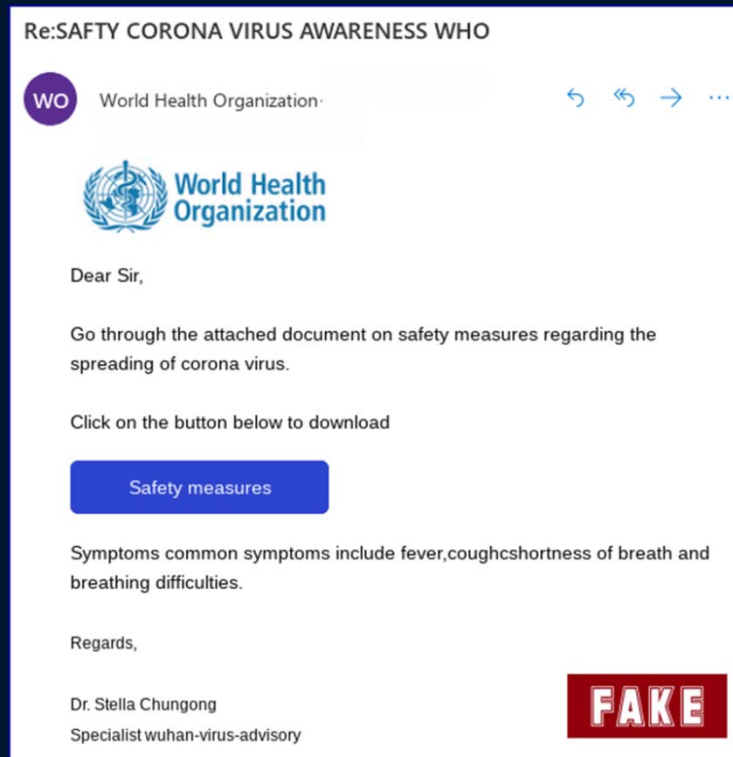 Re:SAFTY CORONA VIRUS AWARENESS WHO
WO
World Health Organization
World Health
Organization
Dear Sir,
Go through the attached document on safety measures regarding the
spreading of corona virus.
Click on the button below to download
Safety measures
Symptoms common symptoms include fever,coughcshortness of breath and
breathing difficulties.
Regards,
Dr. Stella Chungong
Specialist wuhan-virus-advisory
FAKE